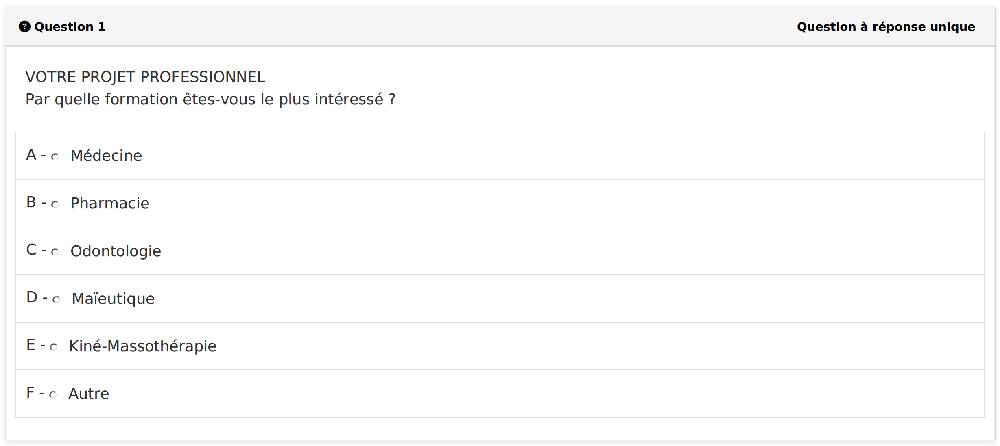 Question 1
Question à réponse unique
VOTRE PROJET PROFESSIONNEL
Par quelle formation êtes-vous le plus intéressé ?
A - Médecine
B - Pharmacie
C - Odontologie
D - Maïeutique
E - Kiné-Massothérapie
F - Autre